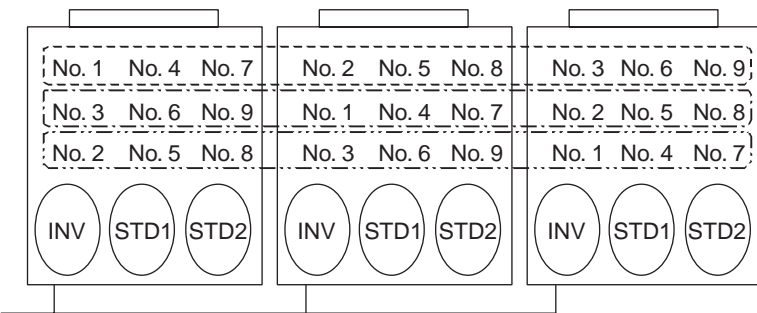 No. 1 No. 4 No. 7 No. 2 No. 5 No. 8 No. 3 No. 6 No. 9
No. 3 No. 6 No. 9 No. 1 No. 4 No. 7 No. 2 No. 5 No. 8
No. 2 No. 5 No. 8 No. 3 No. 6 No. 9 No. 1 No. 4 No. 7
INV STD1 STD2 INV STD1 STD2 INV STD1 STD2